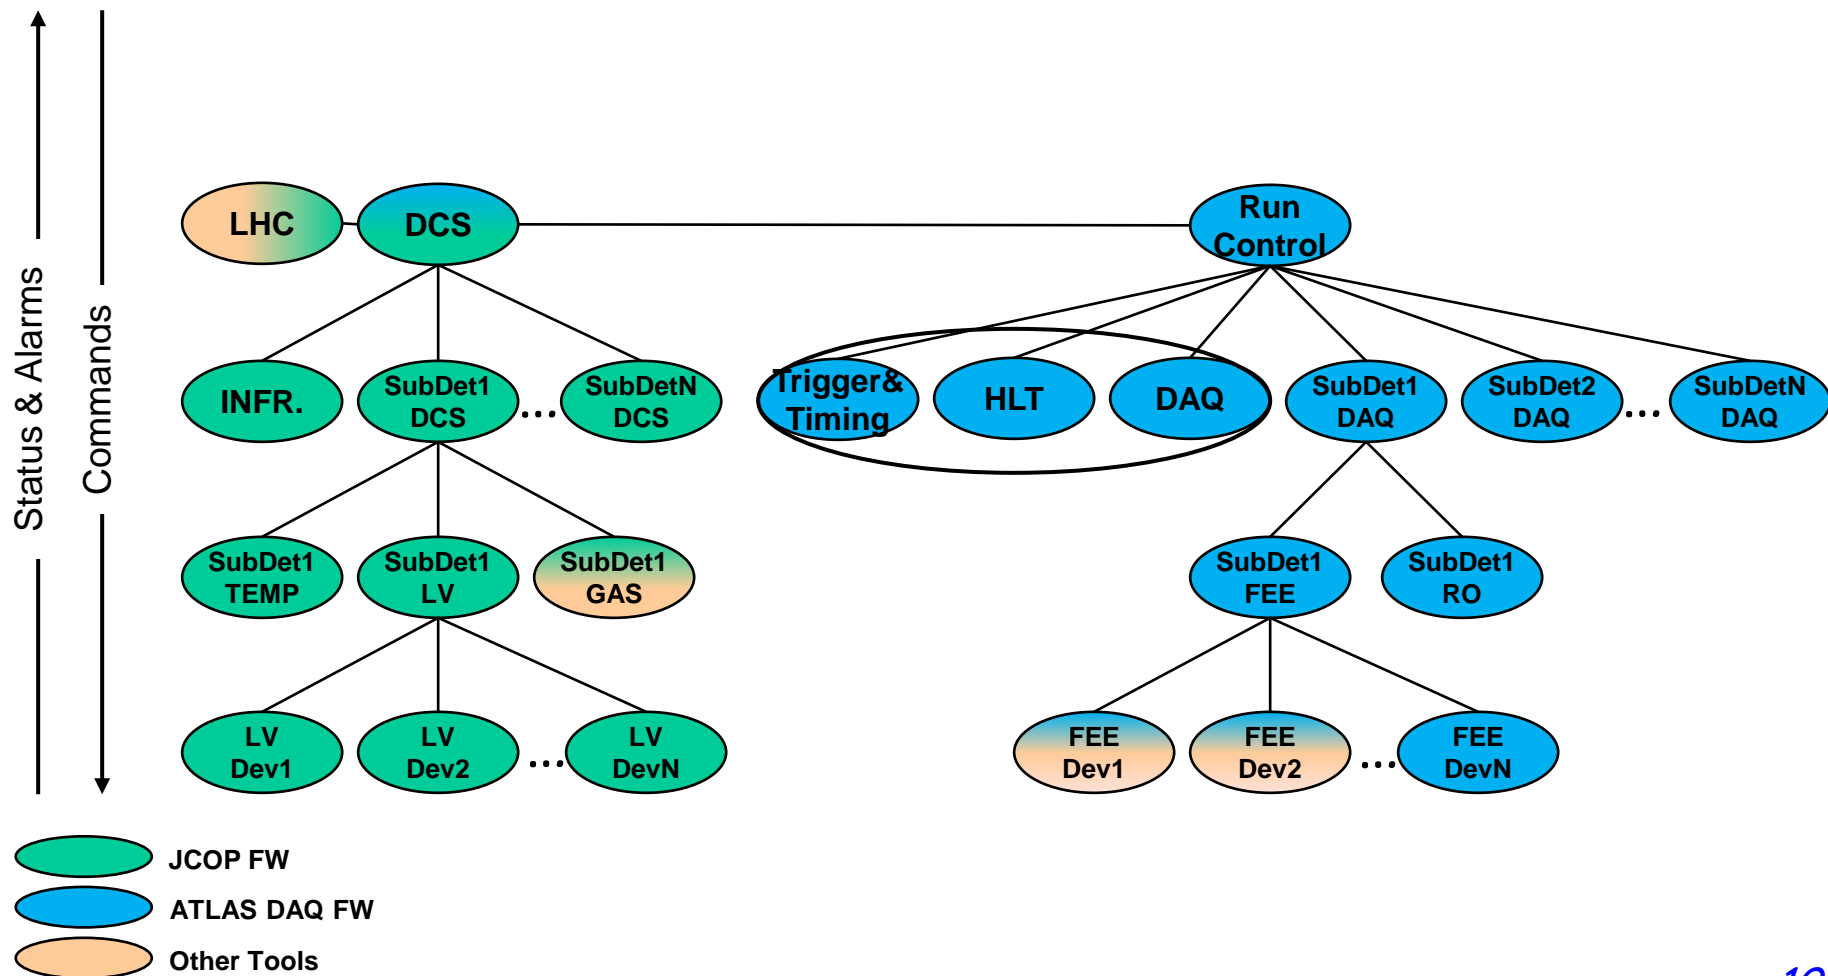 Status & Alarms
Commands
LHC
DCS
Run
Control
INFR.
SubDet1
DCS
...
SubDetN
DCS
Trigger&
Timing
HLT
DAQ
SubDet1
DAQ
SubDet2
DAQ
...
SubDetN
DAQ
SubDet1
TEMP
SubDet1
LV
SubDet1
GAS
SubDet1
FEE
SubDet1
RO
LV
Dev1
LV
Dev2
...
LV
DevN
FEE
Dev1
FEE
Dev2
...
FEE
DevN
JCOP FW
ATLAS DAQ FW
Other Tools